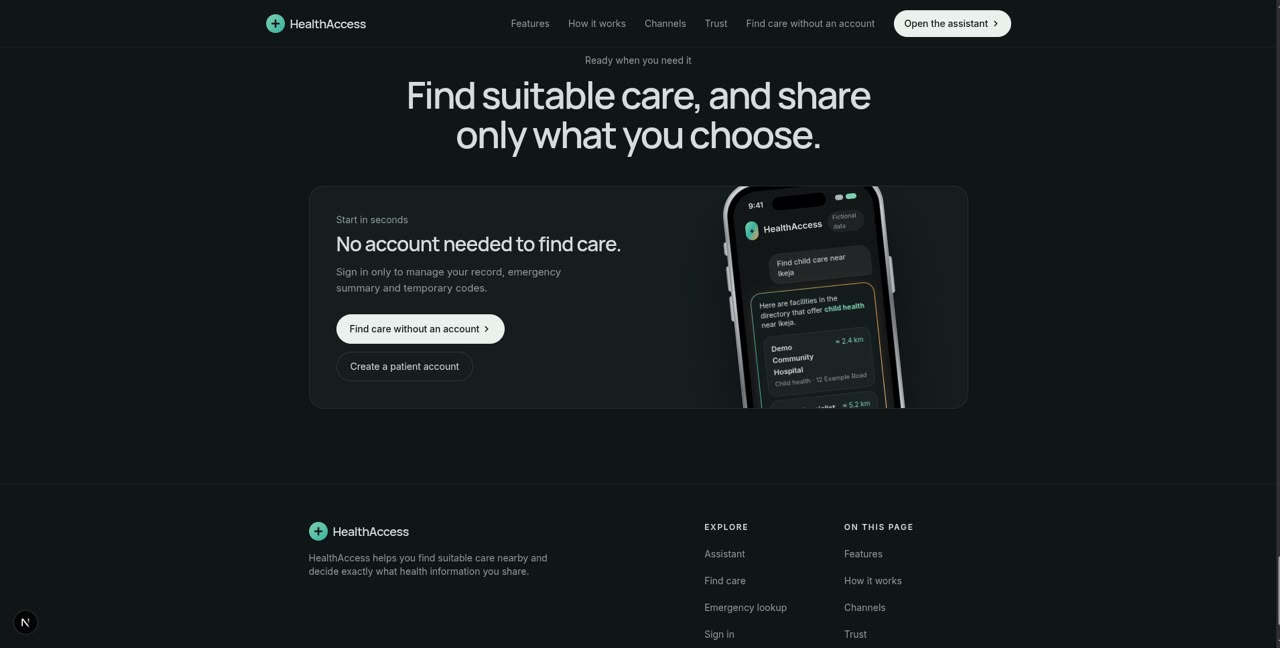 HealthAccess
Features
How it works
Channels
Trust
Find care without an account
Open the assistant
Ready when you need it
Find suitable care, and share
only what you choose.
Start in seconds
No account needed to find care.
Sign in only to manage your record, emergency
summary and temporary codes.
Find care without an account
Create a patient account
9:41
HealthAccess
Fictional
data
Find child care near
Ikeja
Here are facilities in the
directory that offer child health
near Ikeja.
Demo
Community
Hospital
≈ 2.4 km
Child health · 12 Example Road
≈ 5.2 km
HealthAccess
HealthAccess helps you find suitable care nearby and
decide exactly what health information you share.
EXPLORE
Assistant
Find care
Emergency lookup
Sign in
ON THIS PAGE
Features
How it works
Channels
Trust
N